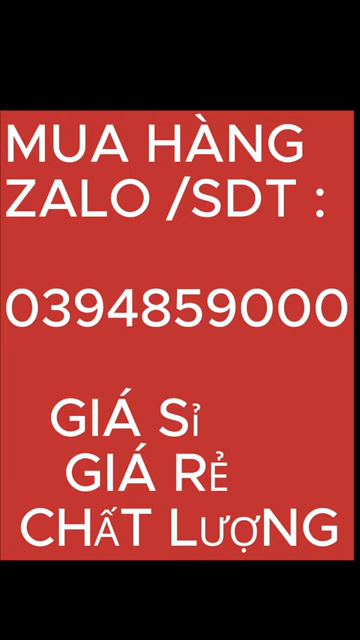 MUA HÀNG
ZALO /SDT :
0394859000
GIÁ Sỉ
GIÁ Rẻ
CHấT LượNG